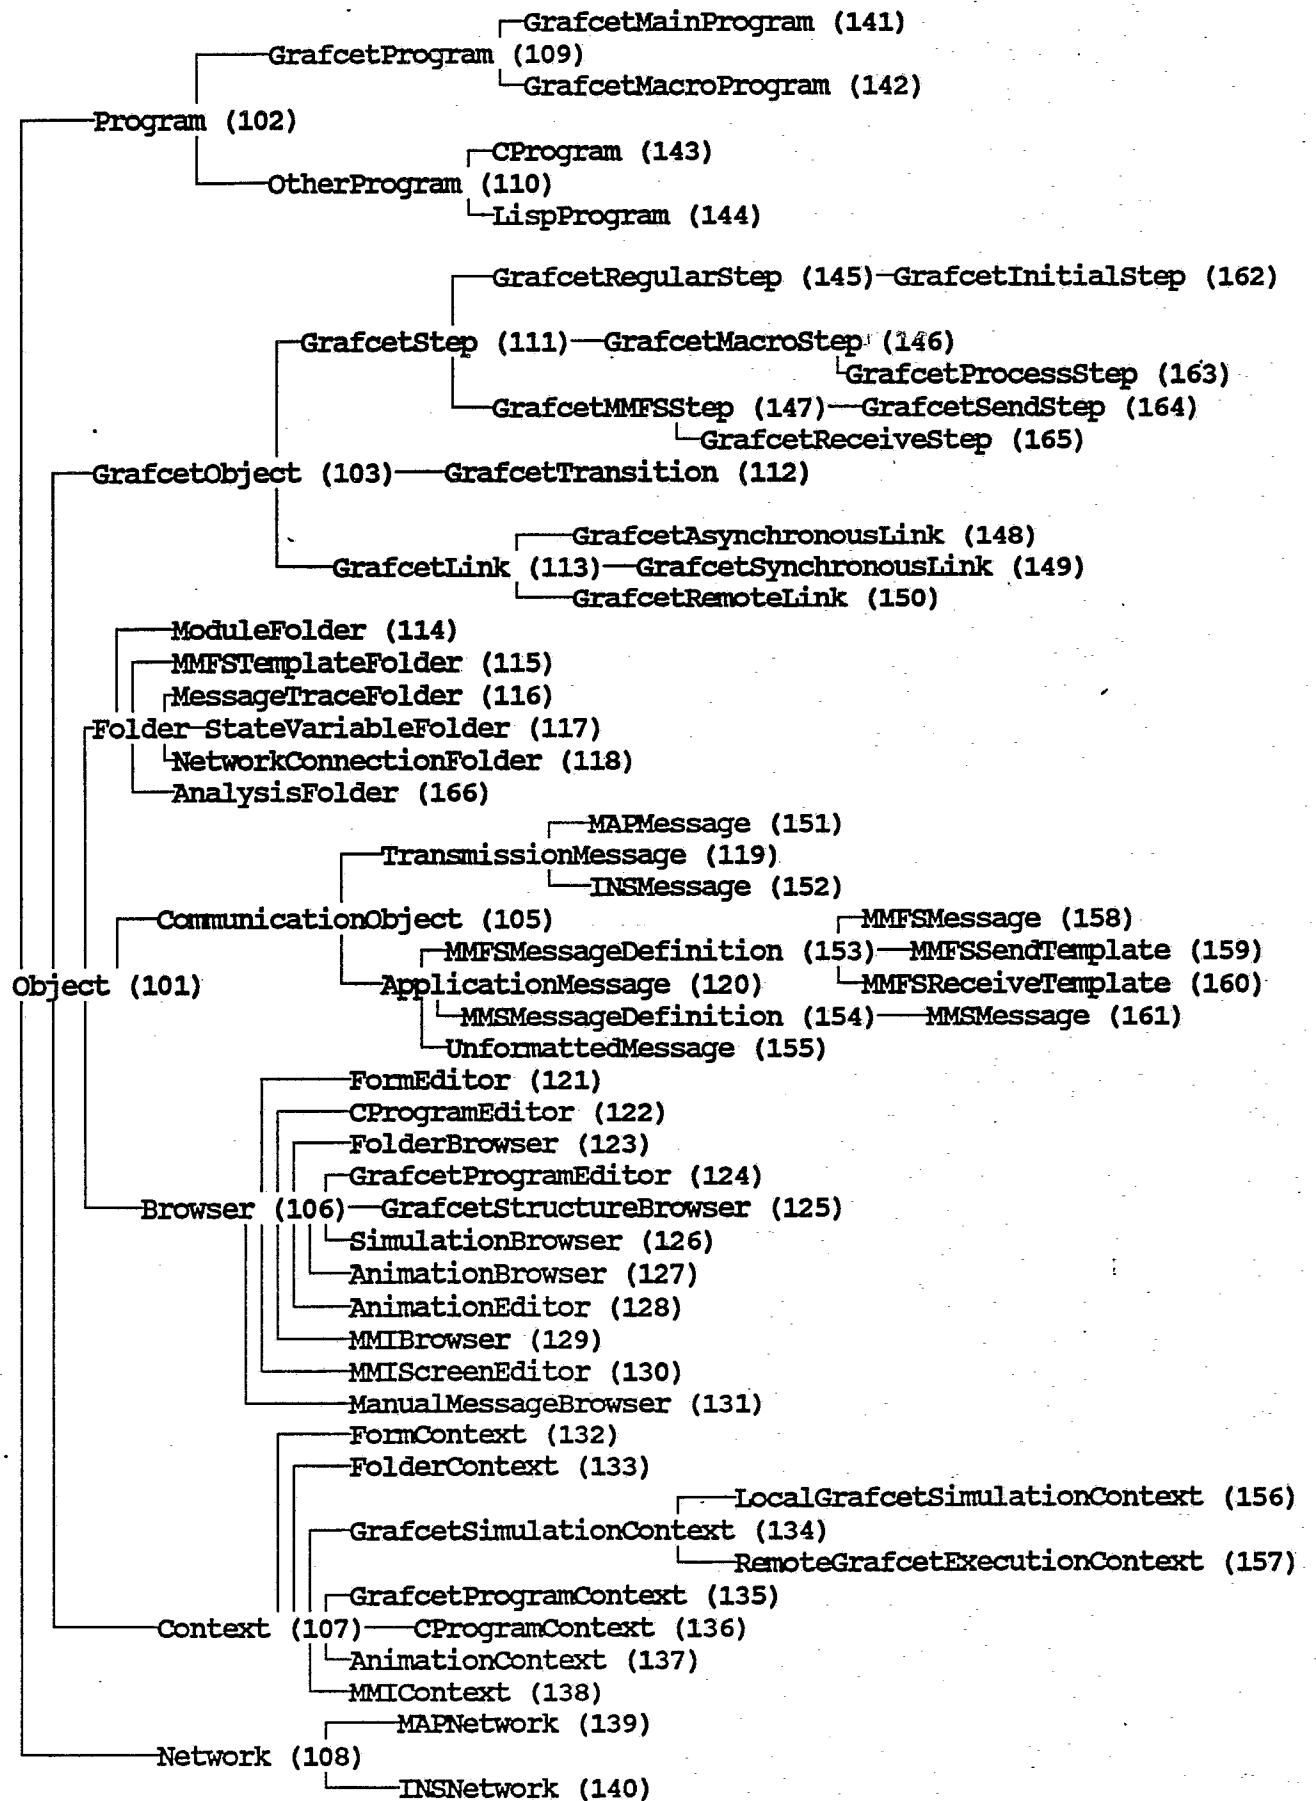 GrafcetMainProgram (141)
GrafcetProgram (109)
GrafcetMacroProgram (142)
Program (102)
CProgram (143)
OtherProgram (110)
LispProgram (144)
GrafcetRegularStep (145) GrafcetInitialStep (162)
GrafcetStep (111) GrafcetMacroStep (146)
GrafcetProcessStep (163)
GrafcetMMFSStep (147) GrafcetSendStep (164)
GrafcetReceiveStep (165)
GrafcetObject (103) GrafcetTransition (112)
GrafcetAsynchronousLink (148)
GrafcetLink (113) GrafcetSynchronousLink (149)
GrafcetRemoteLink (150)
ModuleFolder (114)
MMFSTemplateFolder (115)
MessageTraceFolder (116)
Folder StateVariableFolder (117)
NetworkConnectionFolder (118)
AnalysisFolder (166)
MAPMessage (151)
TransmissionMessage (119)
INSMessage (152)
CommunicationObject (105) MMFSMessage (158)
MMFSMessageDefinition (153) MMFSSendTemplate (159)
Object (101) ApplicationMessage (120) MMFSReceiveTemplate (160)
MMSMessageDefinition (154) MMSMessage (161)
UnformattedMessage (155)
FormEditor (121)
CProgramEditor (122)
FolderBrowser (123)
GrafcetProgramEditor (124)
Browser (106) GrafcetStructureBrowser (125)
SimulationBrowser (126)
AnimationBrowser (127)
AnimationEditor (128)
MMIBrowser (129)
MMIScreenEditor (130)
ManualMessageBrowser (131)
FormContext (132)
FolderContext (133)
LocalGrafcetSimulationContext (156)
GrafcetSimulationContext (134)
RemoteGrafcetExecutionContext (157)
GrafcetProgramContext (135)
Context (107) CProgramContext (136)
AnimationContext (137)
MMIContext (138)
MAPNetwork (139)
Network (108)
INSNetwork (140)